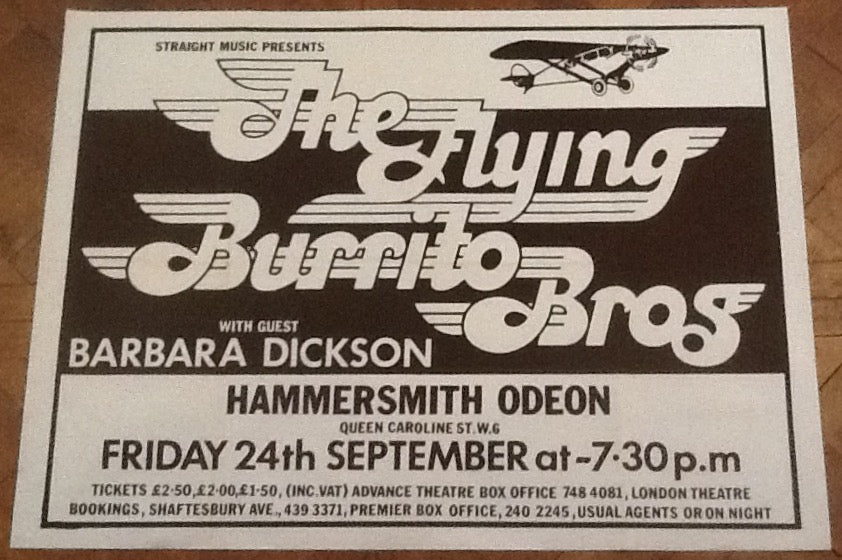 STRAIGHT MUSIC PRESENTS
The Flying
Burrito
Bros
WITH GUEST
BARBARA DICKSON
HAMMERSMITH ODEON
QUEEN CAROLINE ST.W.6
FRIDAY 24th SEPTEMBER at-7·30p.m
TICKETS £2·50,£2·00,£1·50, (INC.VAT) ADVANCE THEATRE BOX OFFICE 748 4081, LONDON THEATRE
BOOKINGS, SHAFTESBURY AVE., 439 3371, PREMIER BOX OFFICE, 240 2245, USUAL AGENTS OR ON NIGHT